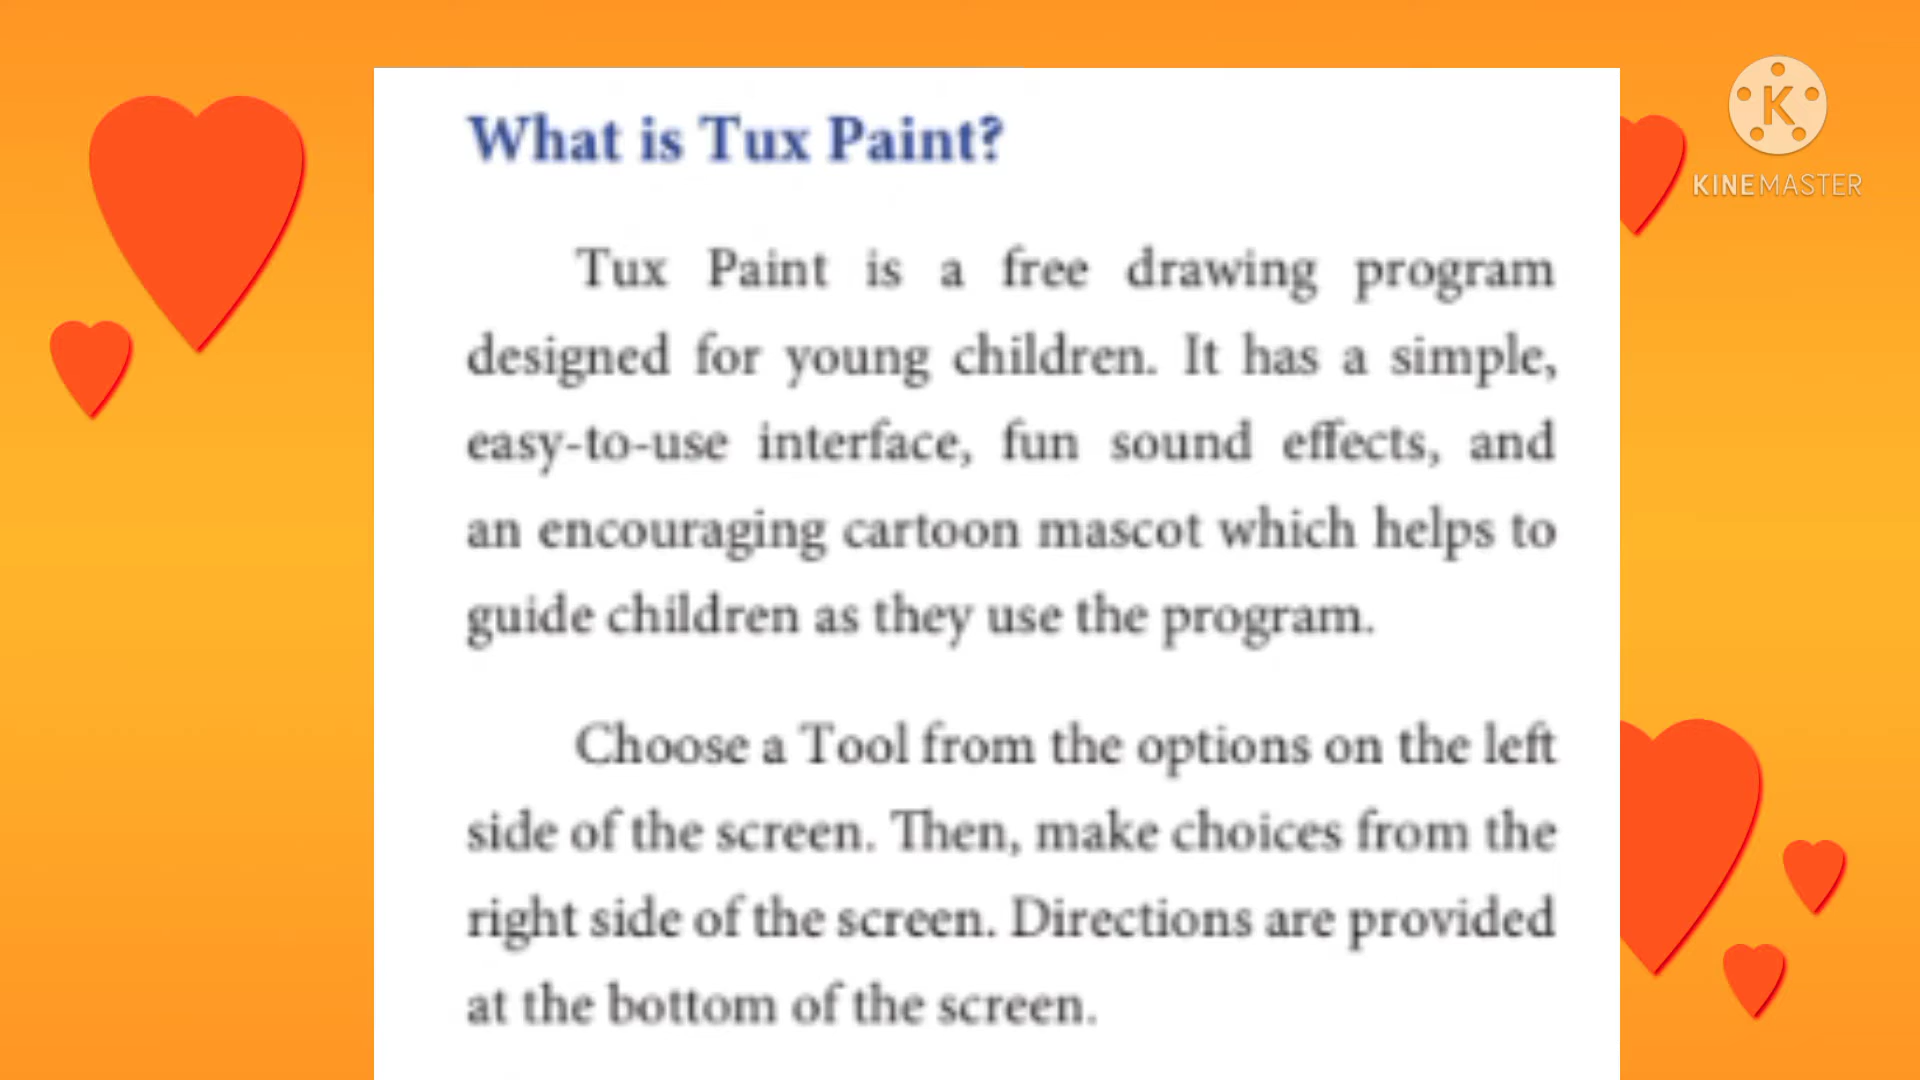 What is Tux Paint?
Tux Paint is a free drawing program
designed for young children. It has a simple,
easy-to-use interface, fun sound effects, and
an encouraging cartoon mascot which helps to
guide children as they use the program.
Choose a Tool from the options on the left
side of the screen. Then, make choices from the
right side of the screen. Directions are provided
at the bottom of the screen.
K
KINEMASTER